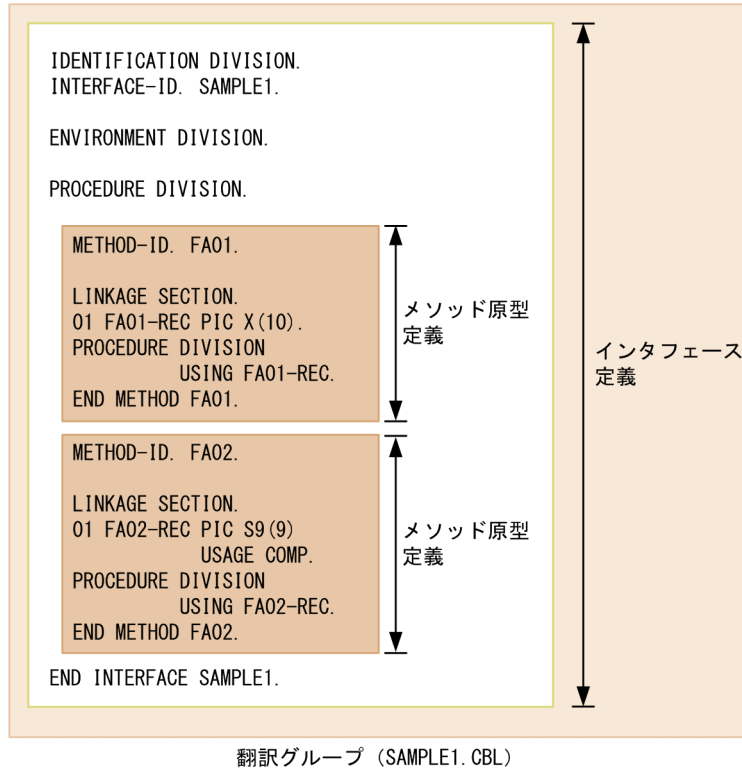 IDENTIFICATION DIVISION.
INTERFACE-ID. SAMPLE1.
ENVIRONMENT DIVISION.
PROCEDURE DIVISION.
METHOD-ID. FA01.
LINKAGE SECTION.
01 FA01-REC PIC X(10).
PROCEDURE DIVISION
USING FA01-REC.
END METHOD FA01.
メソッド原型
定義
METHOD-ID. FA02.
LINKAGE SECTION.
01 FA02-REC PIC S9(9)
USAGE COMP.
PROCEDURE DIVISION
USING FA02-REC.
END METHOD FA02.
メソッド原型
定義
END INTERFACE SAMPLE1.
インタフェース
定義
翻訳グループ（SAMPLE1.CBL）